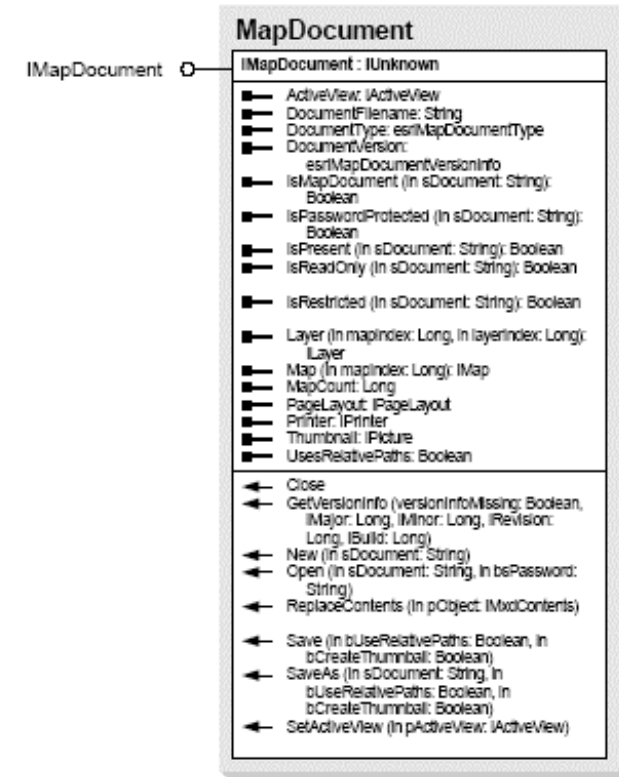 MapDocument
IMapDocument
IMapDocument : IUnknown
ActiveView: IActiveView
DocumentFilename: String
DocumentType: esriMapDocumentType
DocumentVersion:
esriMapDocumentVersionInfo
IsMapDocument (in sDocument: String):
Boolean
IsPasswordProtected (in sDocument: String):
Boolean
IsPresent (in sDocument: String): Boolean
IsReadOnly (in sDocument: String): Boolean
IsRestricted (in sDocument: String): Boolean
Layer (in mapIndex: Long, in layerIndex: Long):
ILayer
Map (in mapIndex: Long): IMap
MapCount: Long
PageLayout: IPageLayout
Printer: IPrinter
Thumbnail: IPicture
UsesRelativePaths: Boolean
Close
GetVersionInfo (versionInfoMissing: Boolean,
lMajor: Long, lMinor: Long, lRevision:
Long, lBuild: Long)
New (in sDocument: String)
Open (in sDocument: String, in bsPassword:
String)
ReplaceContents (in pObject: IMxdContents)
Save (in bUseRelativePaths: Boolean, in
bCreateThumnbail: Boolean)
SaveAs (in sDocument: String, in
bUseRelativePaths: Boolean, in
bCreateThumnbail: Boolean)
SetActiveView (in pActiveView: IActiveView)